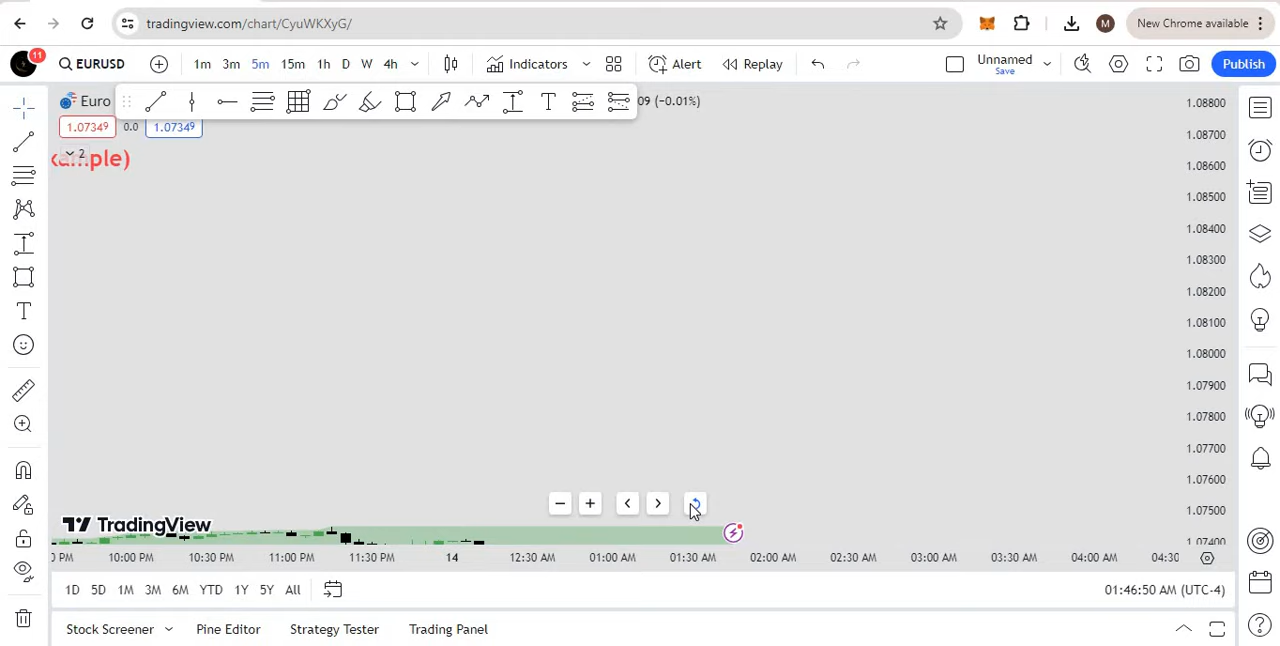 tradingview.com/chart/CyuWKXyG/
M
New Chrome available
11
EURUSD
1m 3m 5m 15m 1h D W 4h
Indicators
Alert
Replay
Unnamed
Save
Publish
Euro
09 (−0.01%)
1.07349 0.0 1.07349
2
xample)
1.08800
1.08700
1.08600
1.08500
1.08400
1.08300
1.08200
1.08100
1.08000
1.07900
1.07800
1.07700
1.07600
1.07500
1.07400
TradingView
0 PM 10:00 PM 10:30 PM 11:00 PM 11:30 PM 14 12:30 AM 01:00 AM 01:30 AM 02:00 AM 02:30 AM 03:00 AM 03:30 AM 04:00 AM 04:30
1D 5D 1M 3M 6M YTD 1Y 5Y All
01:46:50 AM (UTC-4)
Stock Screener Pine Editor Strategy Tester Trading Panel